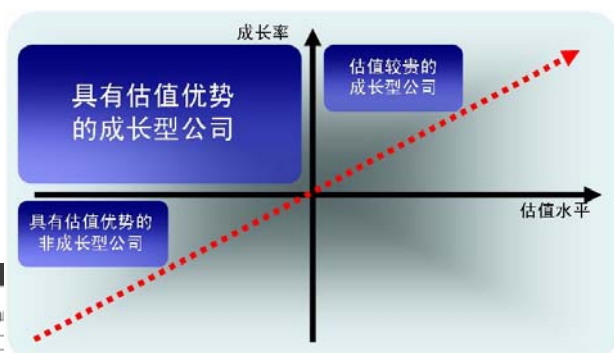 成长率
具有估值优势
的成长型公司
估值较贵的
成长型公司
估值水平
具有估值优势的
非成长型公司